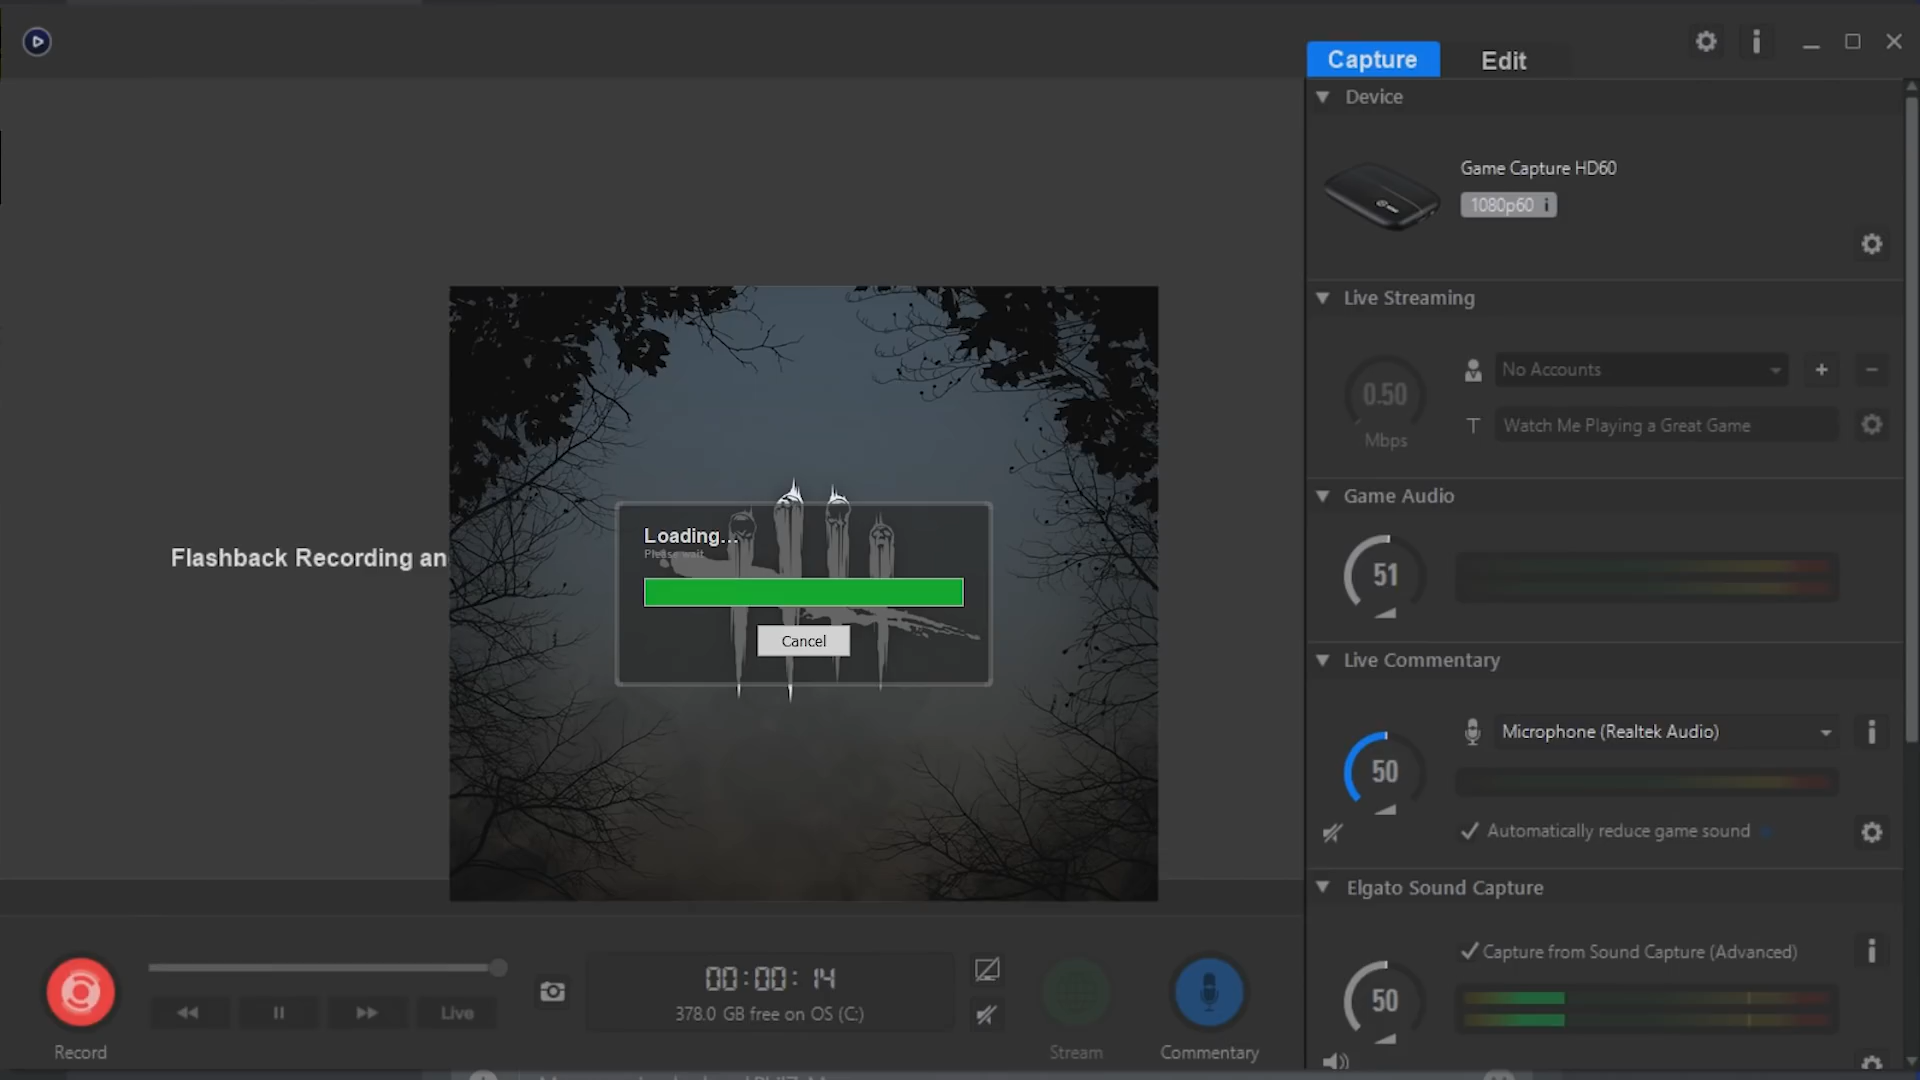 Capture
Edit
Device
Game Capture HD60
1080p60 i
Live Streaming
0.50
Mbps
No Accounts
T
Watch Me Playing a Great Game
Game Audio
51
Flashback Recording an
Loading...
Please wait
Cancel
Live Commentary
Microphone (Realtek Audio)
50
Automatically reduce game sound
Elgato Sound Capture
Capture from Sound Capture (Advanced)
50
00:00:14
378.0 GB free on OS (C:)
Live
Record
Stream
Commentary